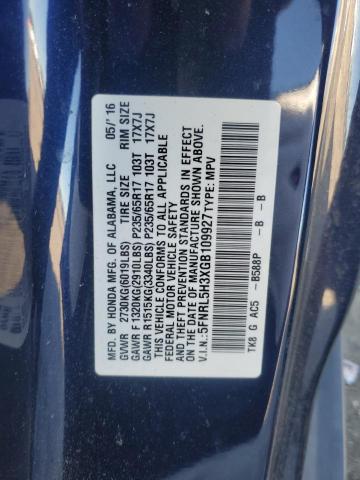 MFD. BY HONDA MFG. OF ALABAMA, LLC 05/'16
GVWR 2730KG(6019LBS) TIRE SIZE RIM SIZE
GAWR F 1320KG(2910LBS) P235/65R17 103T 17X7J
GAWR R 1515KG(3340LBS) P235/65R17 103T 17X7J
THIS VEHICLE CONFORMS TO ALL APPLICABLE
FEDERAL MOTOR VEHICLE SAFETY
AND THEFT PREVENTION STANDARDS IN EFFECT
ON THE DATE OF MANUFACTURE SHOWN ABOVE.
V.I.N.:5FNRL5H3XGB109927 TYPE: MPV
TK8 G AC5 -B588P -B -B